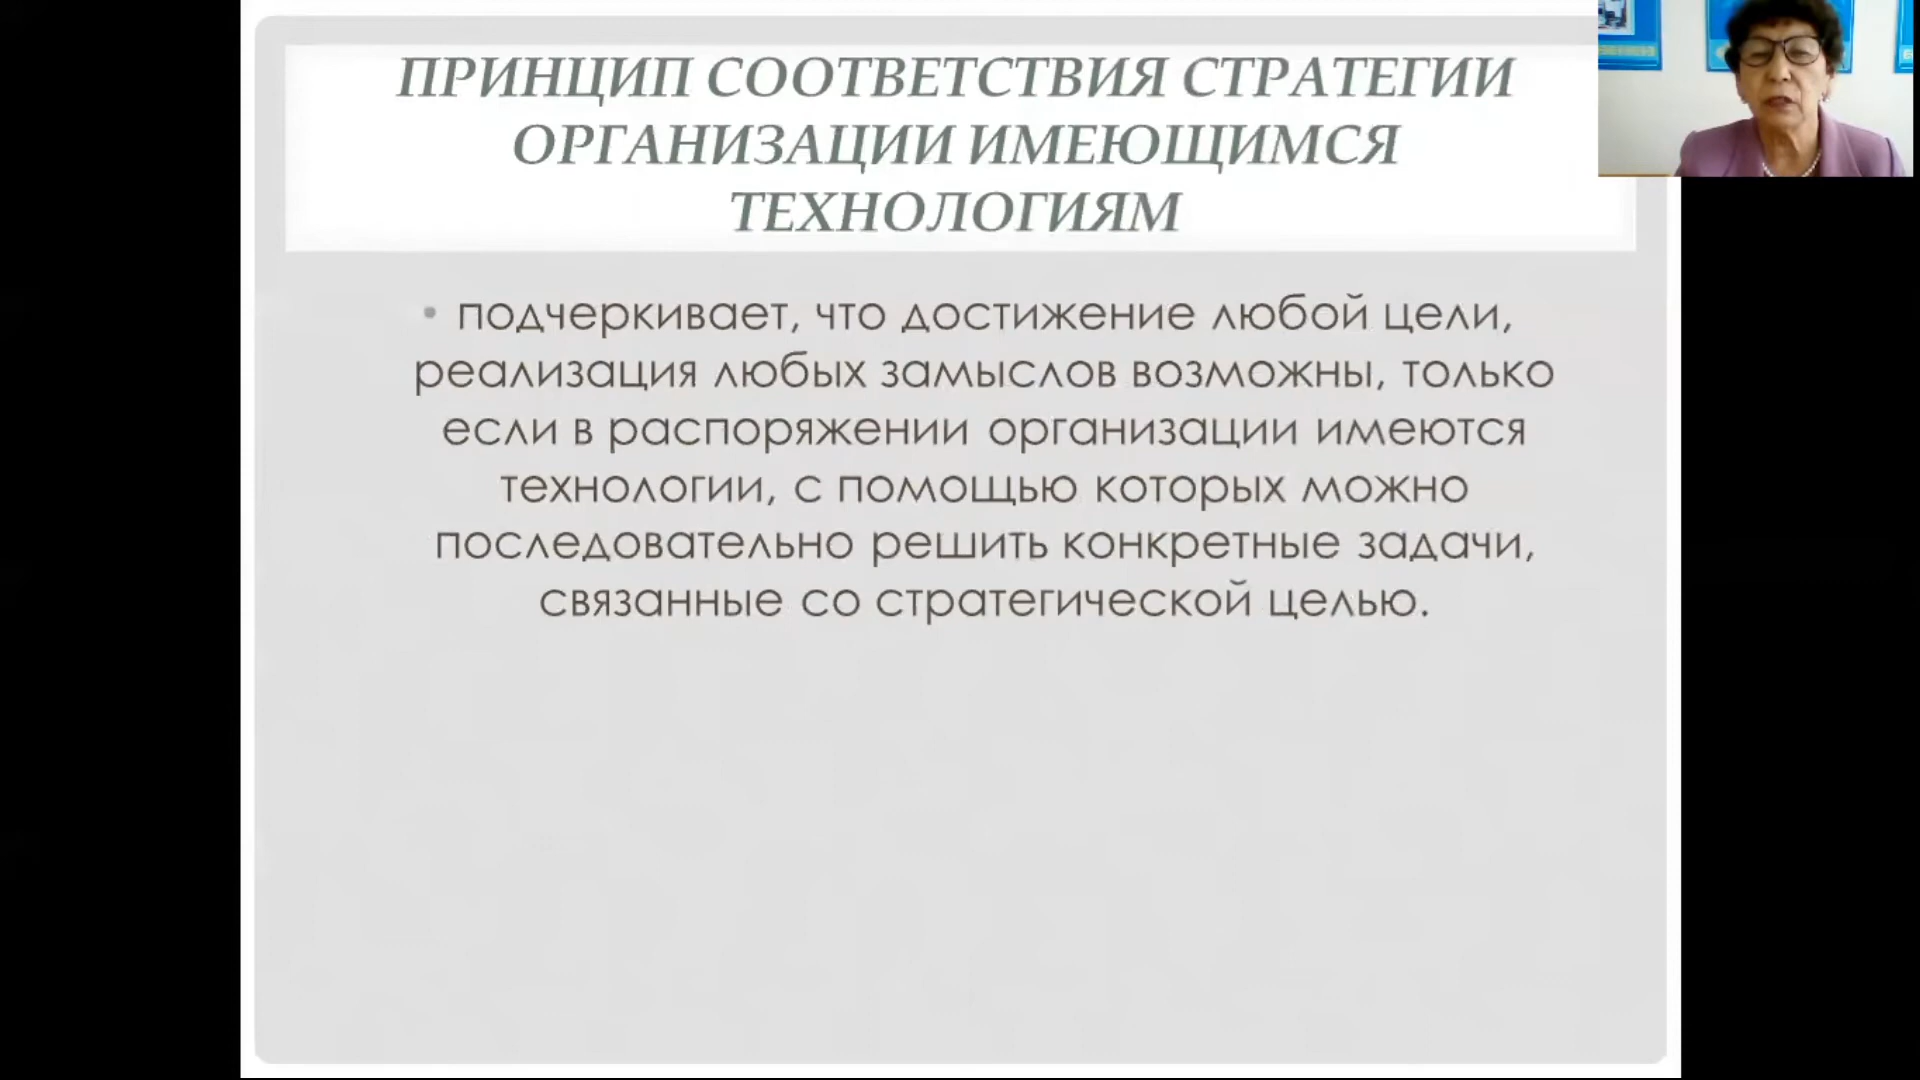 ПРИНЦИП СООТВЕТСТВИЯ СТРАТЕГИИ
ОРГАНИЗАЦИИ ИМЕЮЩИМСЯ
ТЕХНОЛОГИЯМ
• подчеркивает, что достижение любой цели,
реализация любых замыслов возможны, только
если в распоряжении организации имеются
технологии, с помощью которых можно
последовательно решить конкретные задачи,
связанные со стратегической целью.